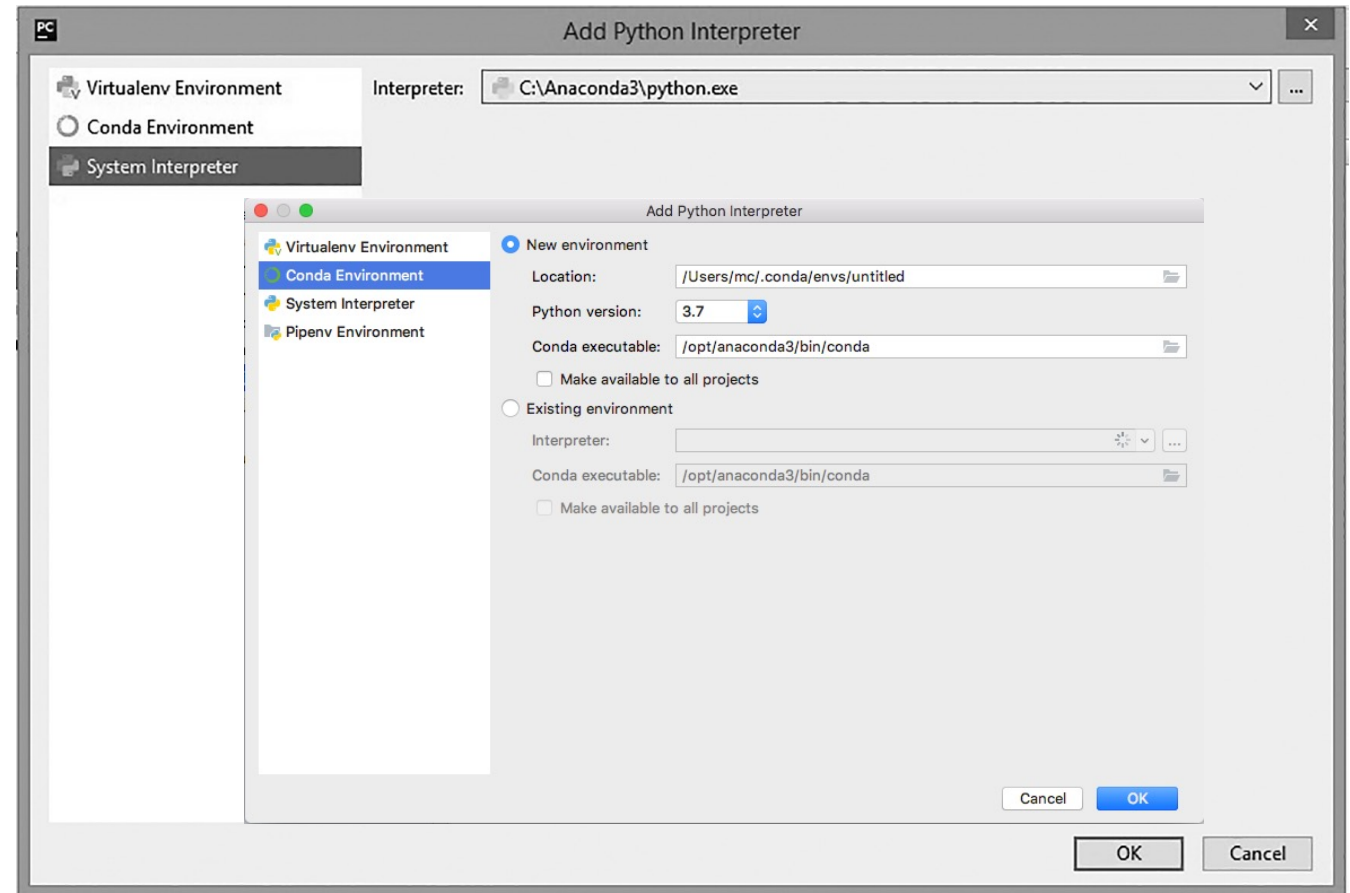 PC
Add Python Interpreter
Virtualenv Environment
Interpreter: C:\Anaconda3\python.exe ...
Conda Environment
System Interpreter
Add Python Interpreter
Virtualenv Environment
New environment
Conda Environment
Location: /Users/mc/.conda/envs/untitled
System Interpreter
Python version: 3.7
Pipenv Environment
Conda executable: /opt/anaconda3/bin/conda
Make available to all projects
Existing environment
Interpreter: ...
Conda executable: /opt/anaconda3/bin/conda
Make available to all projects
Cancel OK
OK Cancel